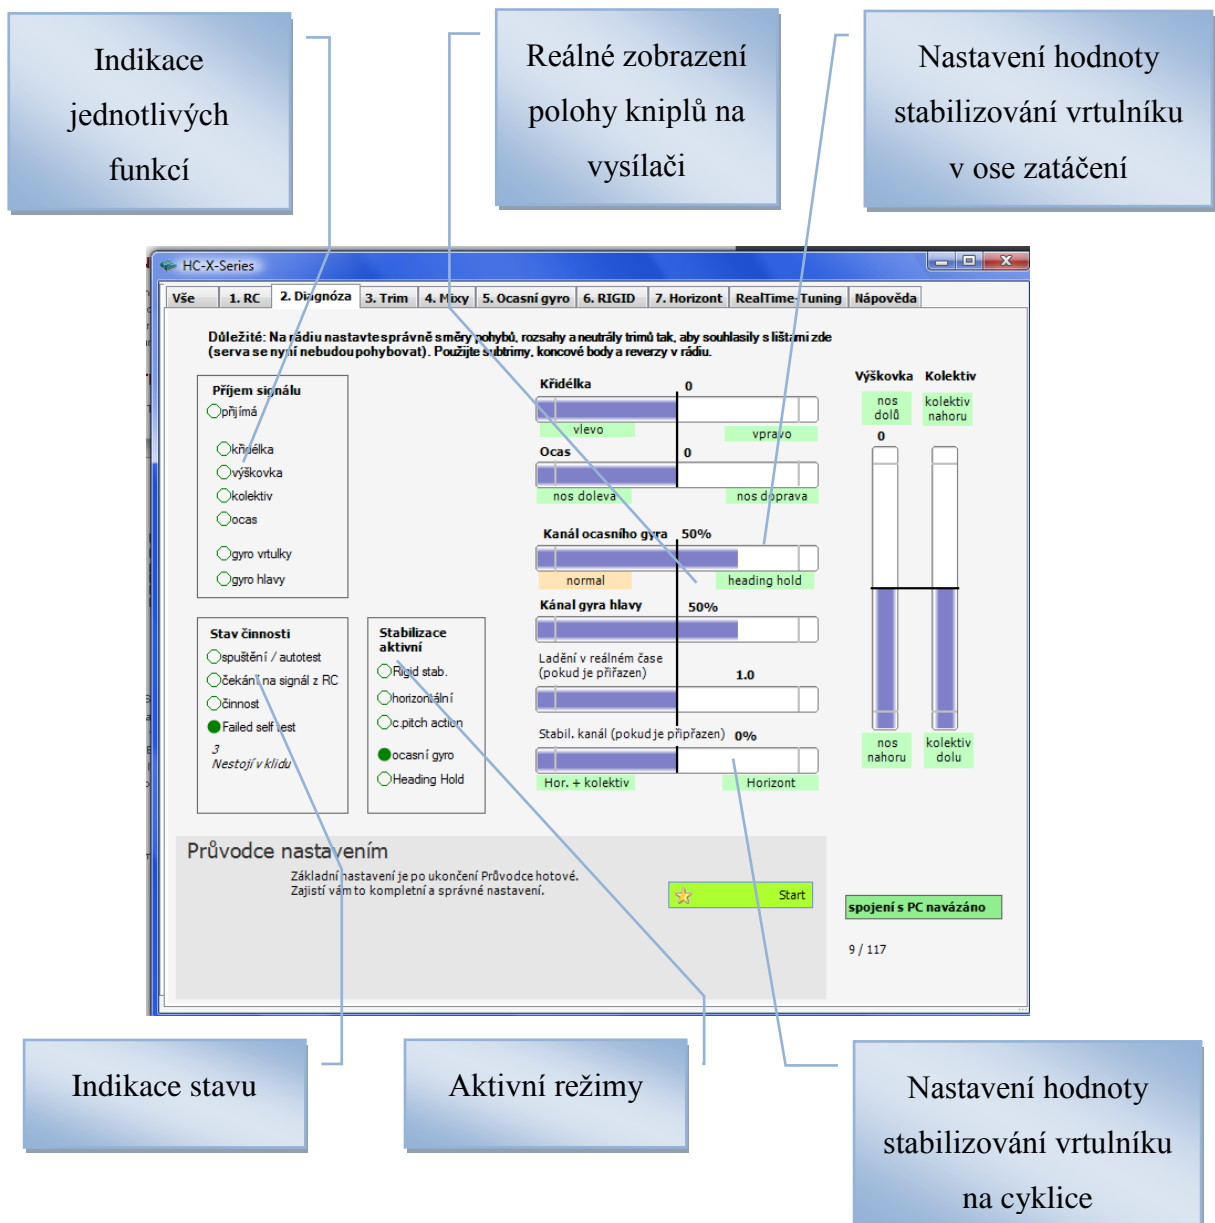 Indikace
jednotlivých
funkcí
Reálné zobrazení
polohy kniplů na
vysílači
Nastavení hodnoty
stabilizování vrtulníku
v ose zatáčení
HC-X-Series
Vše 1. RC 2. Diagnóza 3. Trim 4. Mixy 5. Ocasní gyro 6. RIGID 7. Horizont RealTime-Tuning Nápověda
Důležité: Na rádiu nastavte správně směry pohybů, rozsahy a neutrály trimů tak, aby souhlasily s lištami zde
(serva se nyní nebudou pohybovat). Použijte subtrimy, koncové body a reverzy v rádiu.
Příjem signálu
přijímá
křidélka
výškovka
kolektiv
ocas
gyro vrtulky
gyro hlavy
Křidélka 0
vlevo vpravo
Ocas 0
nos doleva nos doprava
Kanál ocasního gyra 50%
normal heading hold
Kánal gyra hlavy 50%
Ladění v reálném čase
(pokud je přiřazen) 1.0
Stabil. kanál (pokud je připřazen) 0%
Hor. + kolektiv Horizont
Výškovka Kolektiv
nos
dolů
kolektiv
nahoru
0
nos
nahoru
kolektiv
dolu
Stav činnosti
spuštění / autotest
čekání na signál z RC
činnost
Failed self test
3
Nestojí v klidu
Stabilizace
aktivní
Rigid stab.
horizontální
c.pitch action
ocasní gyro
Heading Hold
Průvodce nastavením
Základní nastavení je po ukončení Průvodce hotové.
Zajistí vám to kompletní a správné nastavení.
Start
spojení s PC navázáno
9 / 117
Indikace stavu
Aktivní režimy
Nastavení hodnoty
stabilizování vrtulníku
na cyklice